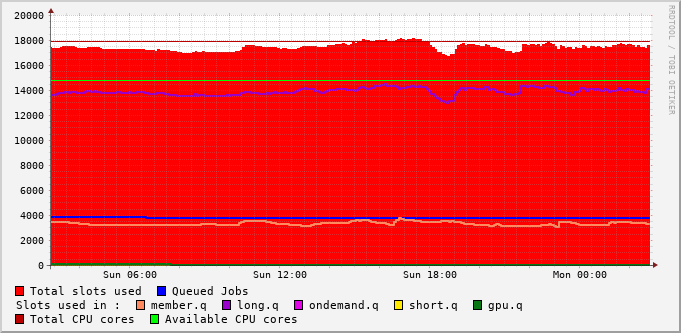 RRDTOOL / TOBI OETIKER
20000
18000
16000
14000
12000
10000
8000
6000
4000
2000
0
Sun 06:00 Sun 12:00 Sun 18:00 Mon 00:00
Total slots used Queued Jobs
Slots used in : member.q long.q ondemand.q short.q gpu.q
Total CPU cores Available CPU cores